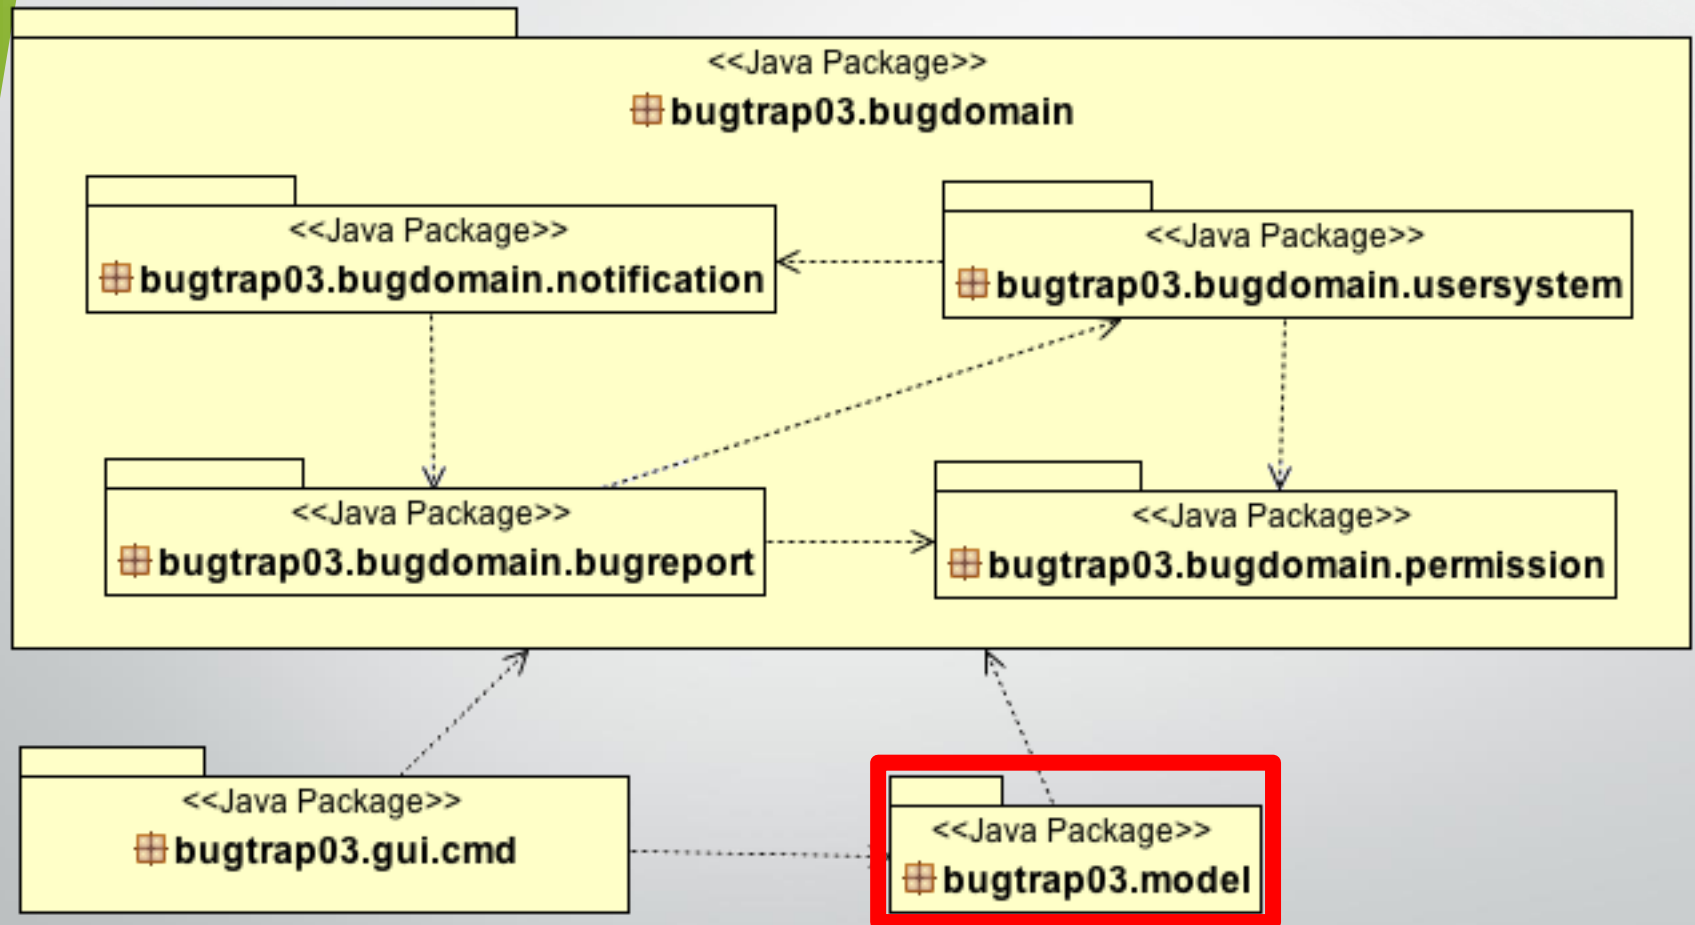 <<Java Package>>
bugtrap03.bugdomain
<<Java Package>>
bugtrap03.bugdomain.notification
<<Java Package>>
bugtrap03.bugdomain.usersystem
<<Java Package>>
bugtrap03.bugdomain.bugreport
<<Java Package>>
bugtrap03.bugdomain.permission
<<Java Package>>
bugtrap03.gui.cmd
<<Java Package>>
bugtrap03.model